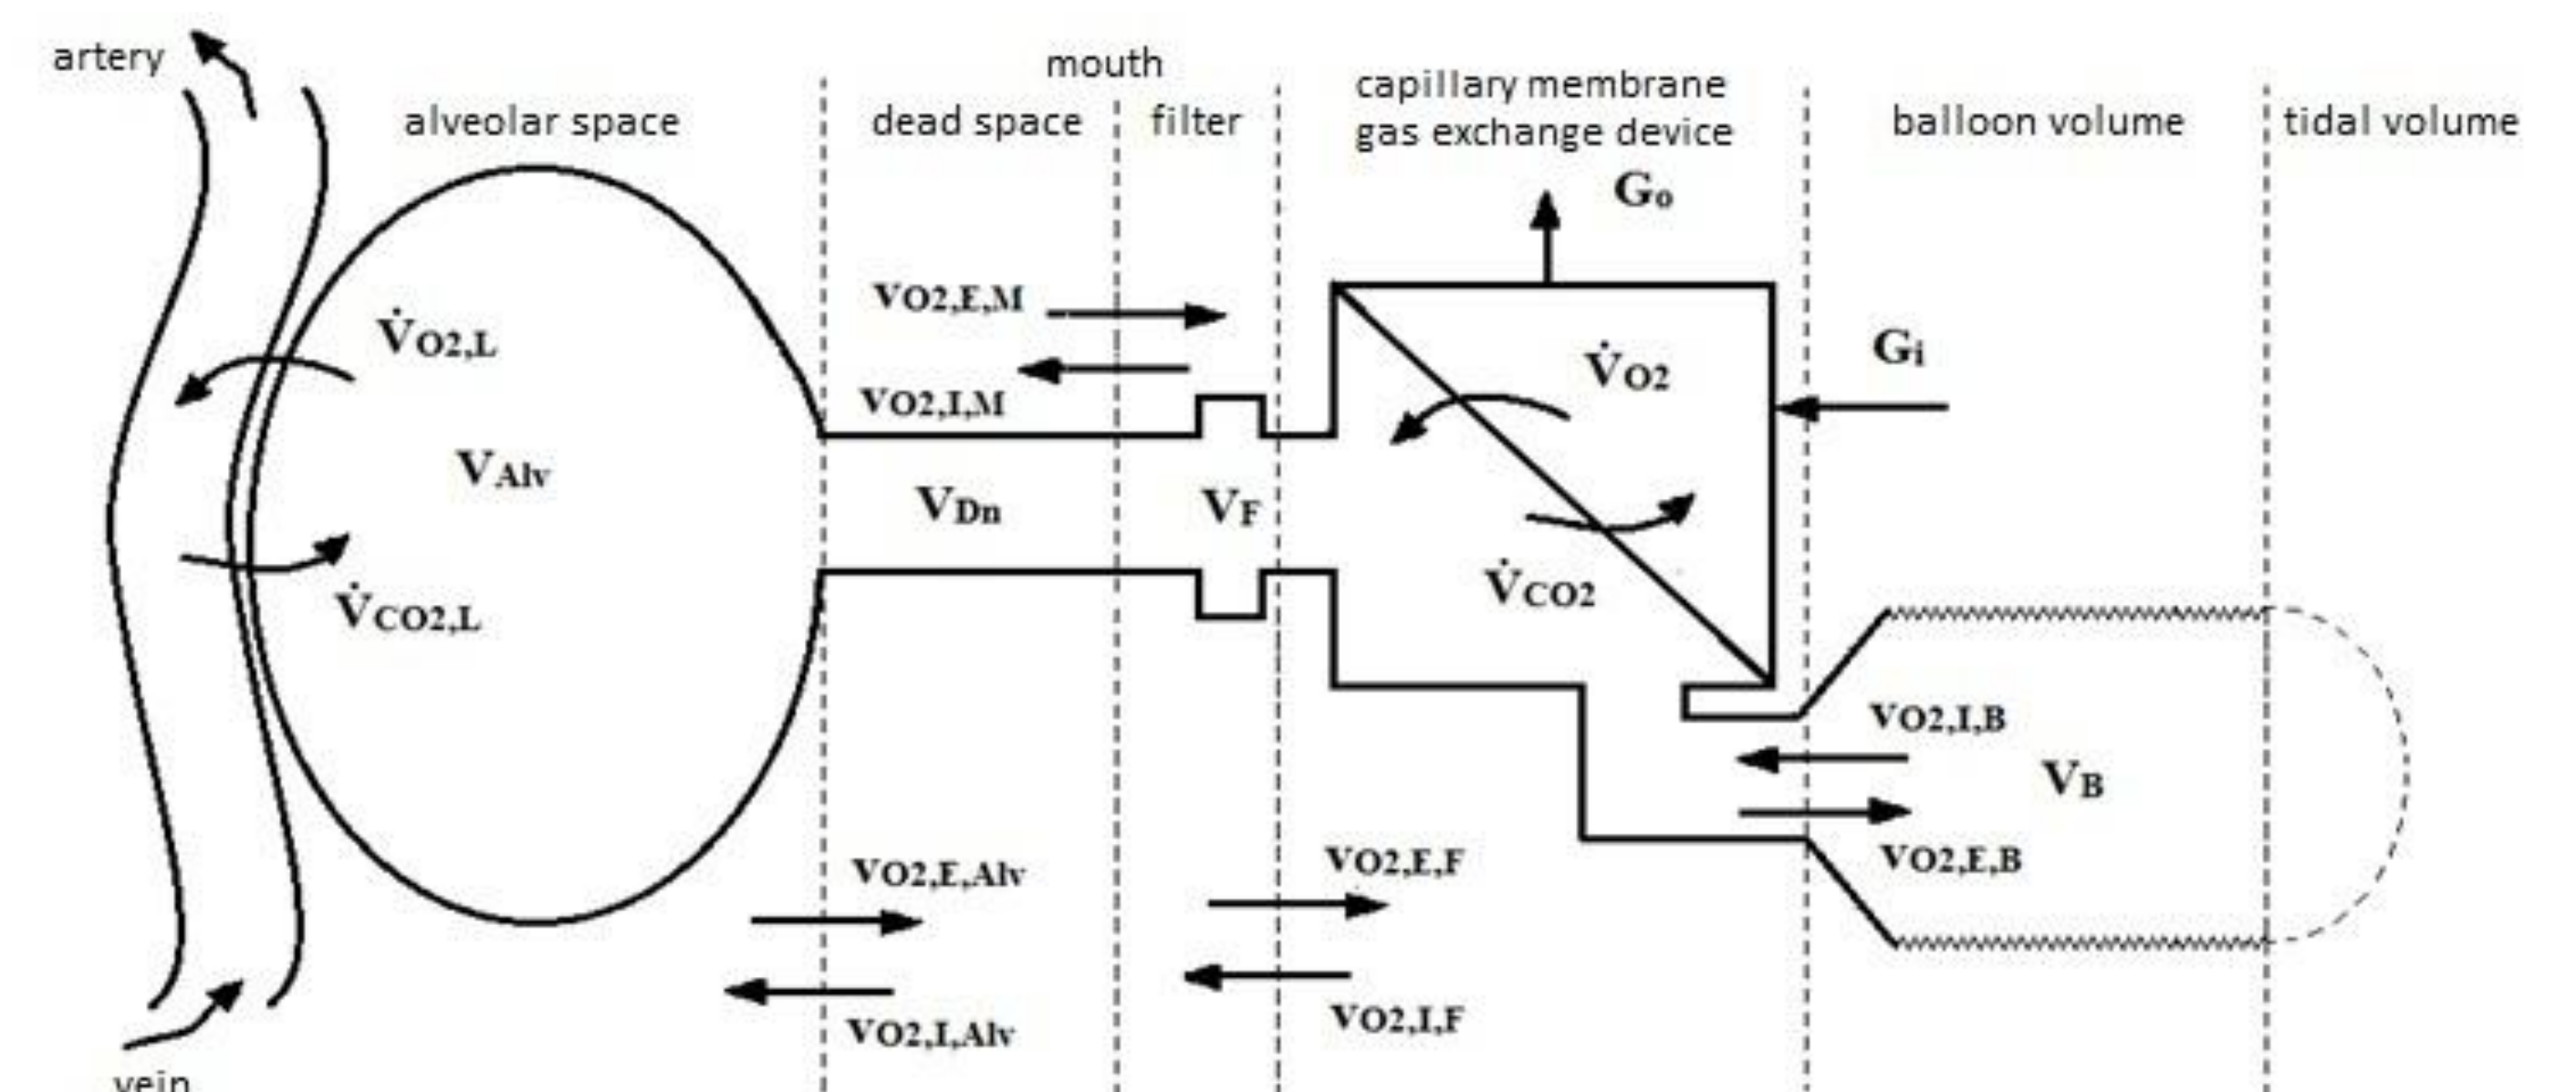 artery
mouth
alveolar space
dead space
filter
capillary membrane
gas exchange device
balloon volume
tidal volume
Go
VO2,E,M
VO2,I,M
V̇O2,L
V̇O2
Gi
VAlv
VDn
VF
V̇CO2,L
V̇CO2
VO2,I,B
VB
VO2,E,B
VO2,E,Alv
VO2,E,F
VO2,I,Alv
VO2,I,F
vein